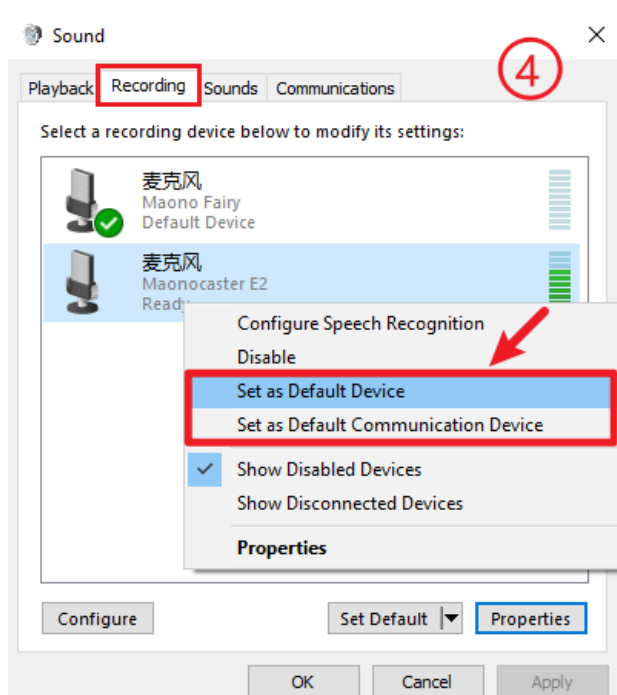 Sound
④
Playback Recording Sounds Communications
Select a recording device below to modify its settings:
麦克风
Maono Fairy
Default Device
麦克风
Maonocaster E2
Ready
Configure Speech Recognition
Disable
Set as Default Device
Set as Default Communication Device
Show Disabled Devices
Show Disconnected Devices
Properties
Configure Set Default Properties
OK Cancel Apply